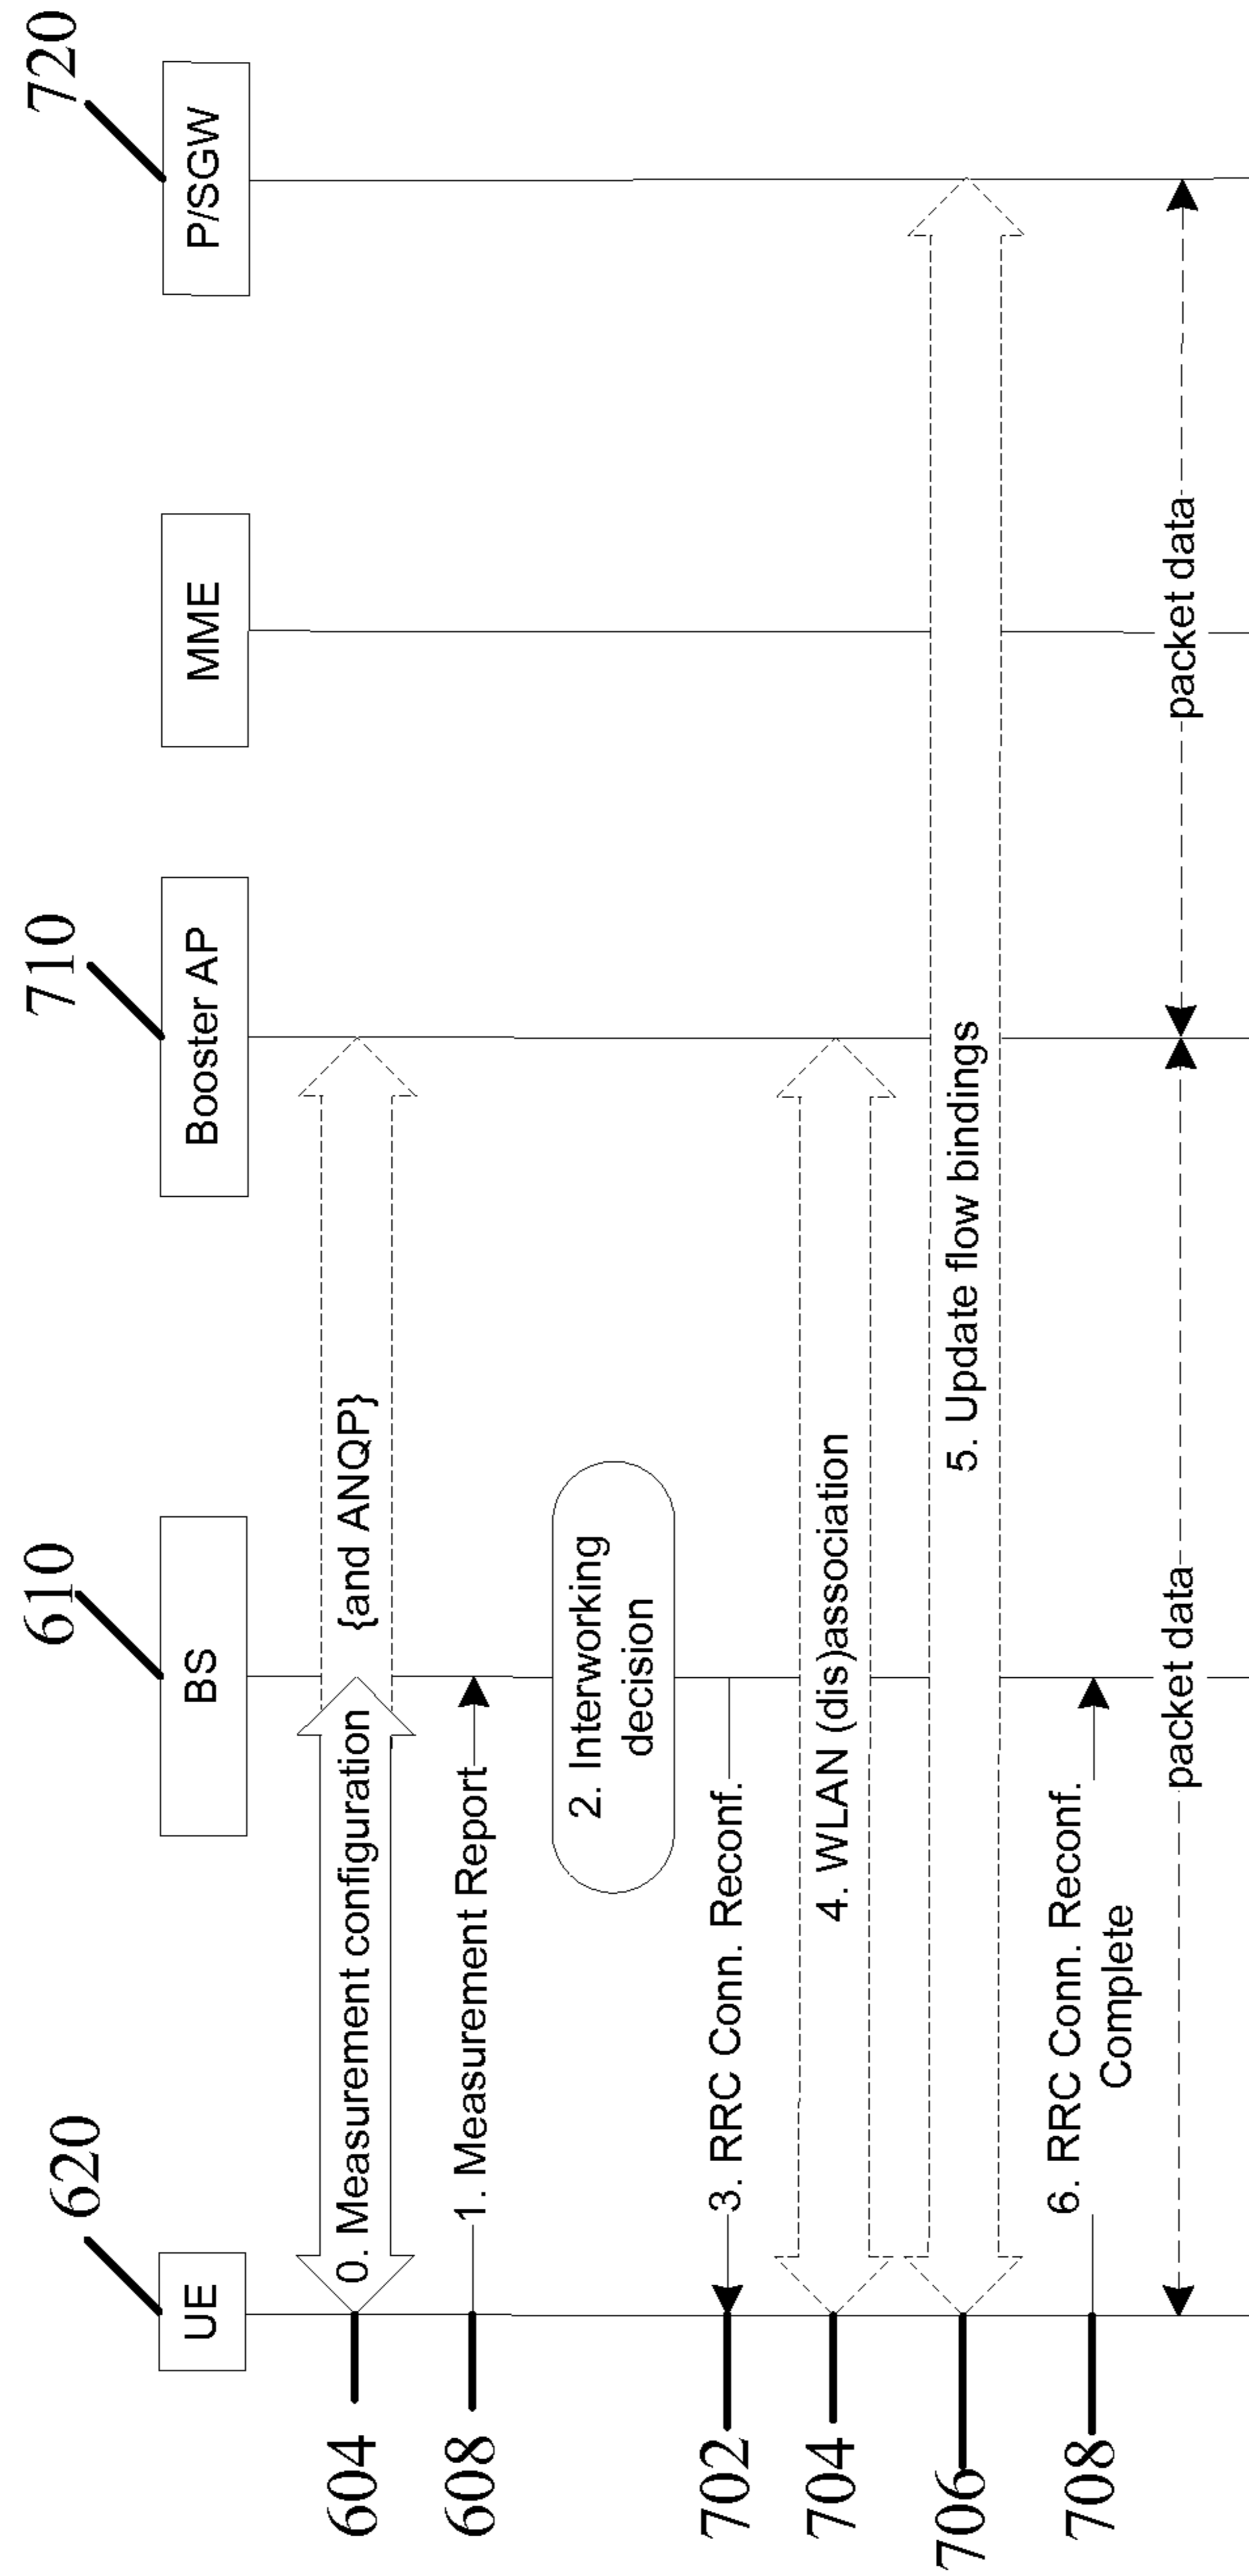 620
610
710
720
UE
BS
Booster AP
MME
P/SGW
604
0. Measurement configuration
{and ANQP}
608
1. Measurement Report
2. Interworking
decision
702
3. RRC Conn. Reconf.
704
4. WLAN (dis)association
706
5. Update flow bindings
708
6. RRC Conn. Reconf.
Complete
packet data
packet data